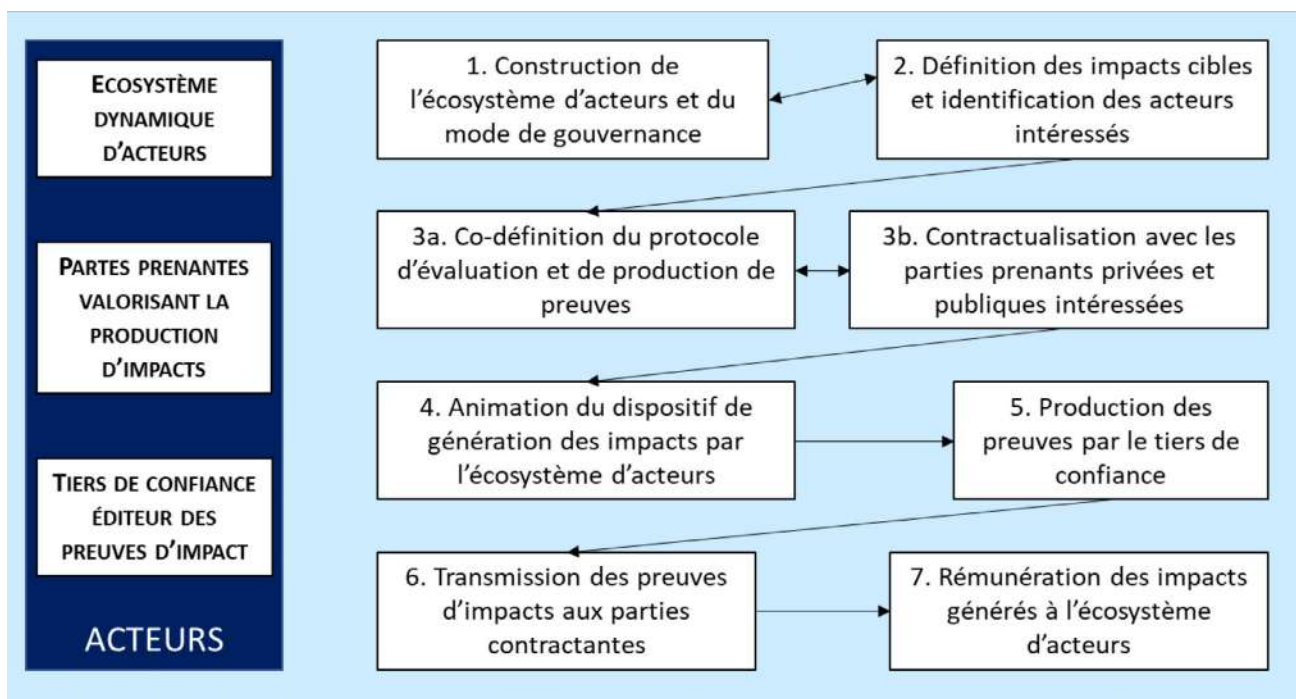 ECOSYSTÈME
DYNAMIQUE
D'ACTEURS
PARTES PRENANTES
VALORISANT LA
PRODUCTION
D'IMPACTS
TIERS DE CONFIANCE
ÉDITEUR DES
PREUVES D'IMPACT
ACTEURS
1. Construction de
l'écosystème d'acteurs et du
mode de gouvernance
2. Définition des impacts cibles
et identification des acteurs
intéressés
3a. Co-définition du protocole
d'évaluation et de production de
preuves
3b. Contractualisation avec les
parties prenants privées et
publiques intéressées
4. Animation du dispositif de
génération des impacts par
l'écosystème d'acteurs
5. Production des
preuves par le tiers de
confiance
6. Transmission des preuves
d'impacts aux parties
contractantes
7. Rémunération des impacts
générés à l'écosystème
d'acteurs